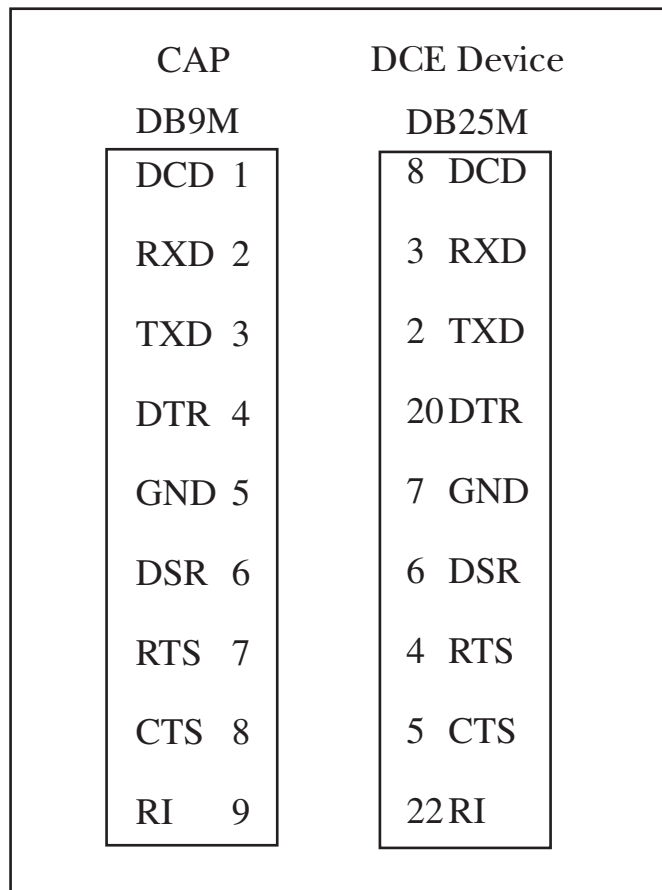 CAP DCE Device
DB9M DB25M
DCD 1 8 DCD
RXD 2 3 RXD
TXD 3 2 TXD
DTR 4 20 DTR
GND 5 7 GND
DSR 6 6 DSR
RTS 7 4 RTS
CTS 8 5 CTS
RI 9 22 RI